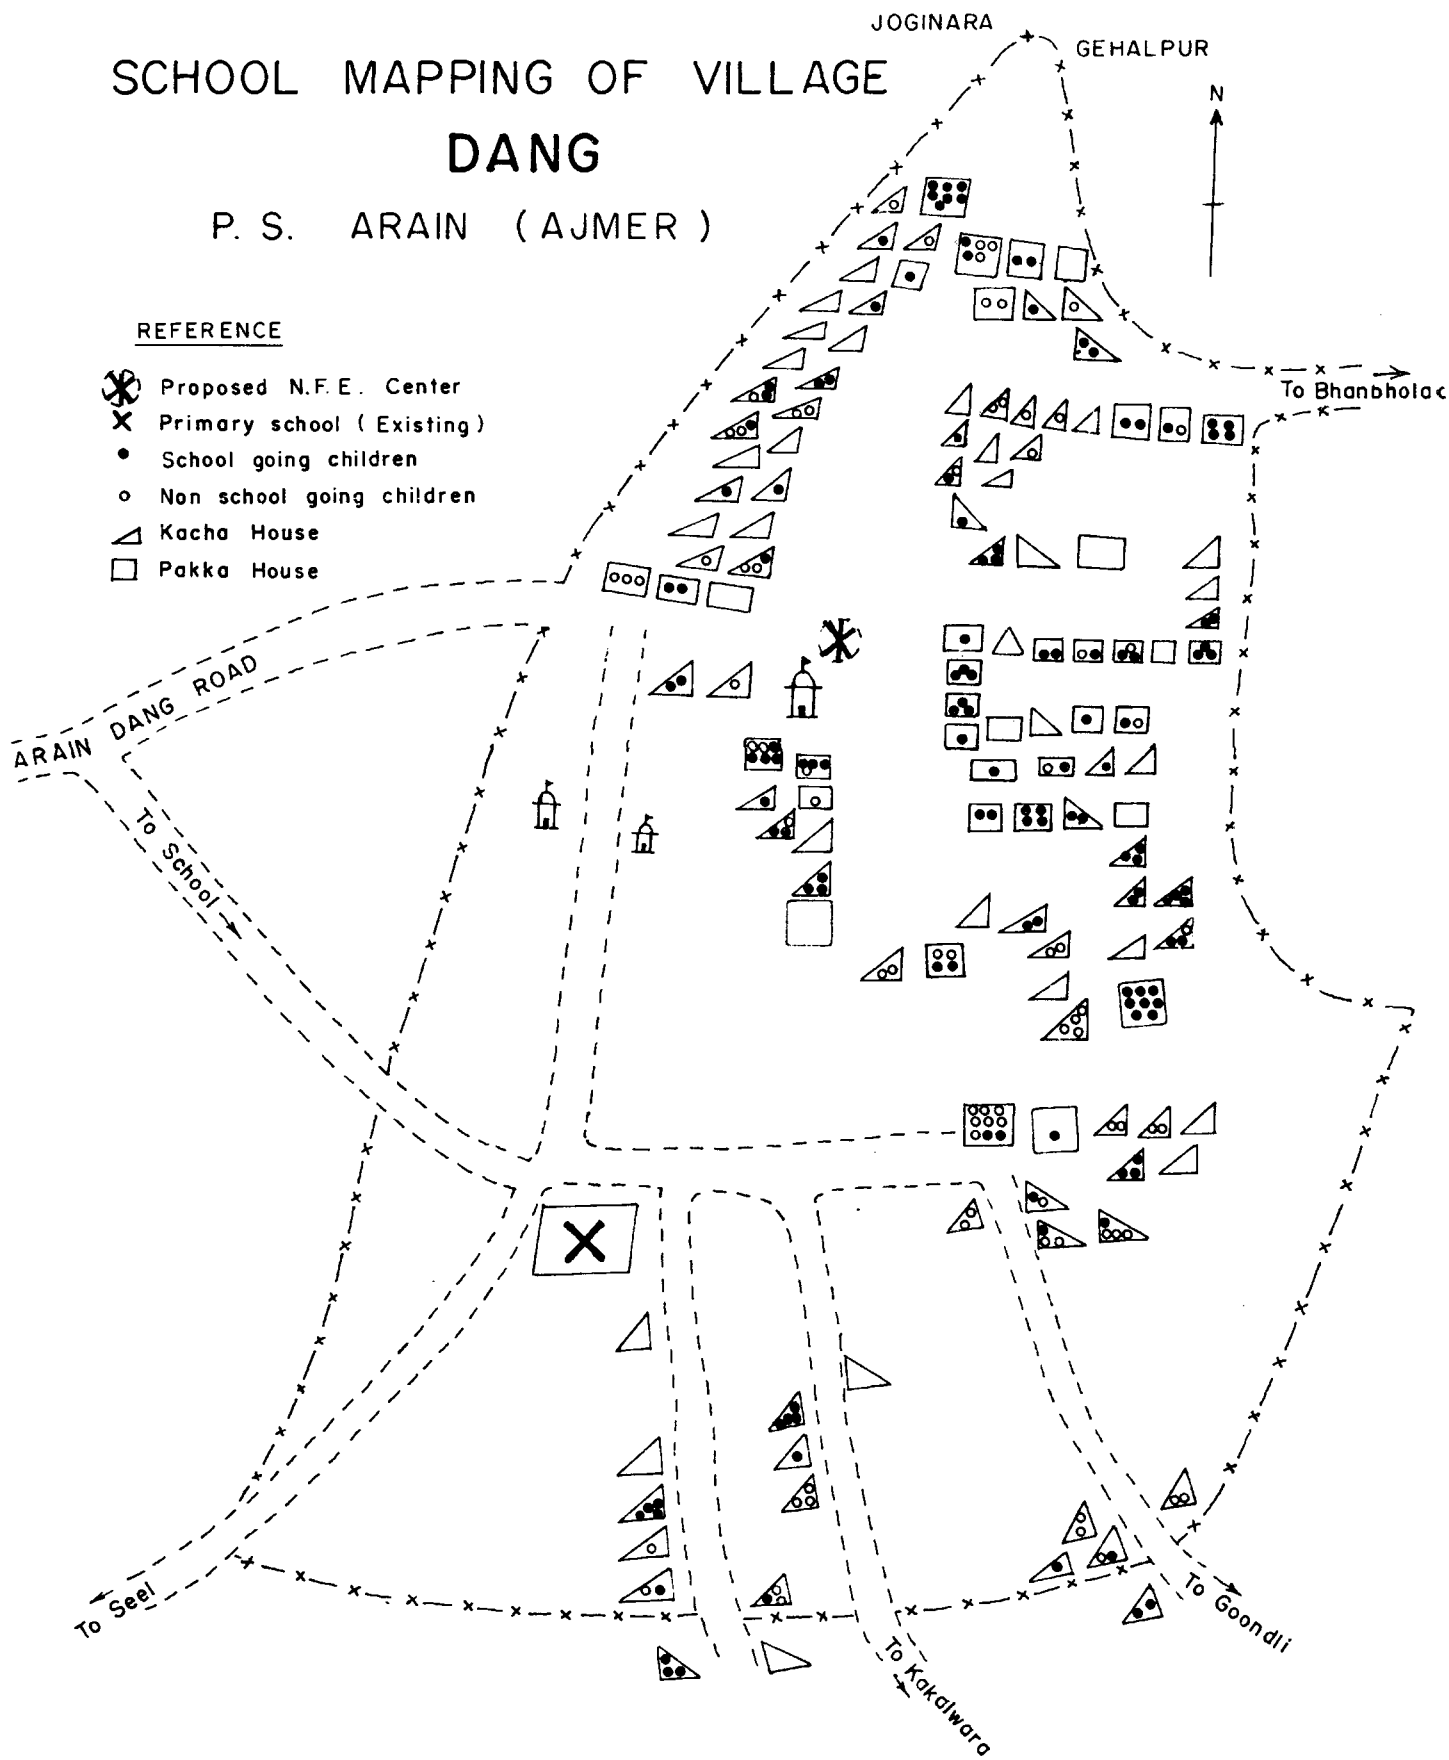 JOGINARA
GEHALPUR
SCHOOL MAPPING OF VILLAGE
DANG
P. S. ARAIN (AJMER)
N
REFERENCE
Proposed N.F.E. Center
Primary school (Existing)
School going children
Non school going children
Kacha House
Pakka House
To Bhanbholac
ARAIN DANG ROAD
To School
To Seel
To Kakalwara
To Goondli